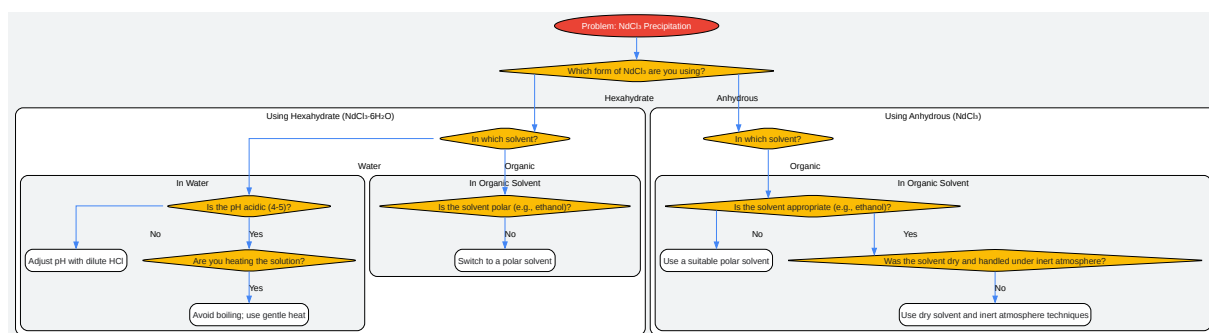 Problem: NdCl₃ Precipitation
Which form of NdCl₃ are you using?
Hexahydrate
Anhydrous
Using Hexahydrate (NdCl₃·6H₂O)
Using Anhydrous (NdCl₃)
In which solvent?
In which solvent?
Water
Organic
Organic
In Water
In Organic Solvent
In Organic Solvent
Is the pH acidic (4-5)?
Is the solvent polar (e.g., ethanol)?
Is the solvent appropriate (e.g., ethanol)?
No
Yes
No
No
Yes
Adjust pH with dilute HCl
Are you heating the solution?
Switch to a polar solvent
Use a suitable polar solvent
Was the solvent dry and handled under inert atmosphere?
Yes
No
Avoid boiling; use gentle heat
Use dry solvent and inert atmosphere techniques